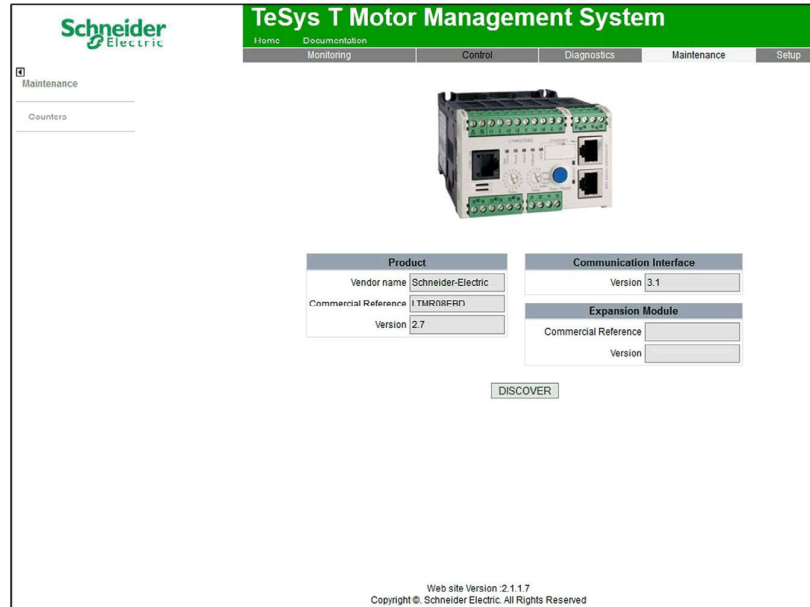 Schneider Electric
TeSys T Motor Management System
Home Documentation
Monitoring Control Diagnostics Maintenance Setup
Maintenance
Counters
Product
Vendor name Schneider-Electric
Commercial Reference LTMR08EBD
Version 2.7
Communication Interface
Version 3.1
Expansion Module
Commercial Reference
Version
DISCOVER
Web site Version :2.1.1.7
Copyright ©. Schneider Electric. All Rights Reserved